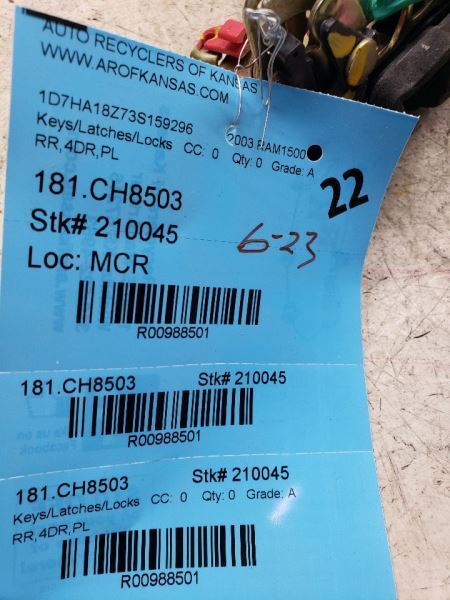 AUTO RECYCLERS OF KANSAS
WWW.AROFKANSAS.COM
1D7HA18Z73S159296 2003 RAM1500
Keys/Latches/Locks CC: 0 Qty: 0 Grade: A
RR,4DR,PL
22
181.CH8503
Stk# 210045
6-23
Loc: MCR
R00988501
181.CH8503 Stk# 210045
R00988501
181.CH8503 Stk# 210045
Keys/Latches/Locks CC: 0 Qty: 0 Grade: A
RR,4DR,PL
R00988501